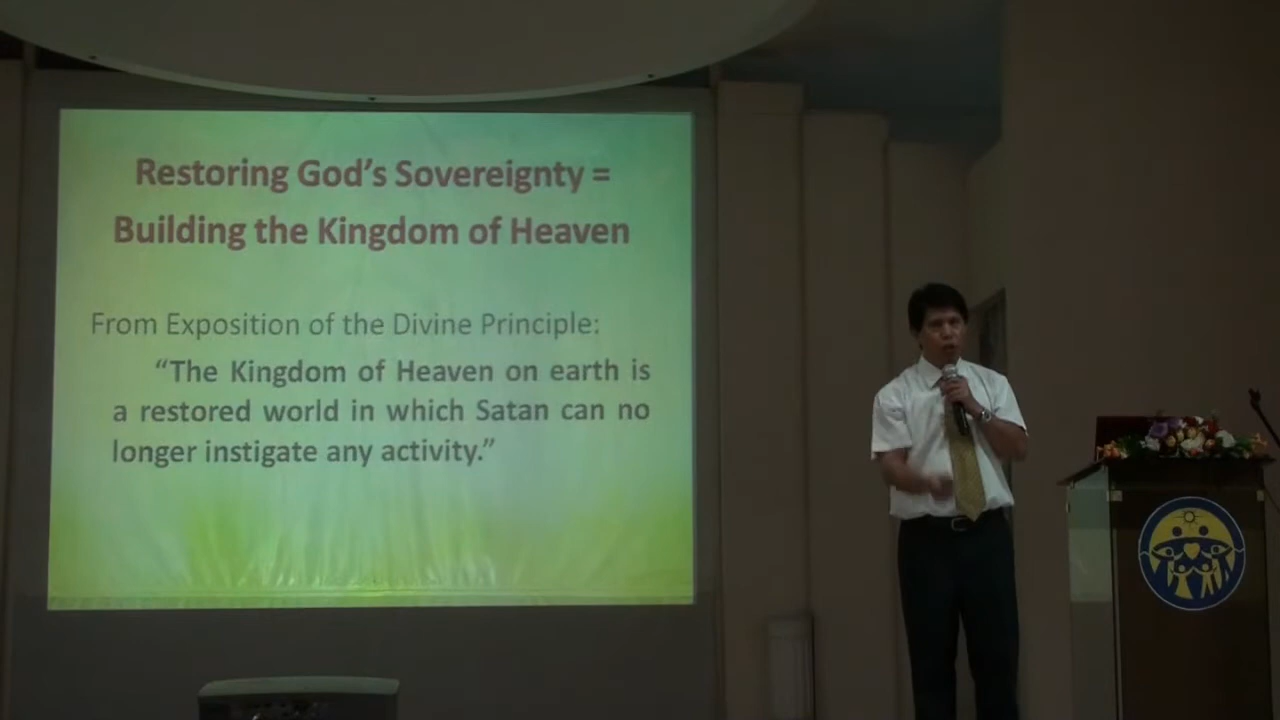 Restoring God's Sovereignty =
Building the Kingdom of Heaven
From Exposition of the Divine Principle:
“The Kingdom of Heaven on earth is
a restored world in which Satan can no
longer instigate any activity.”